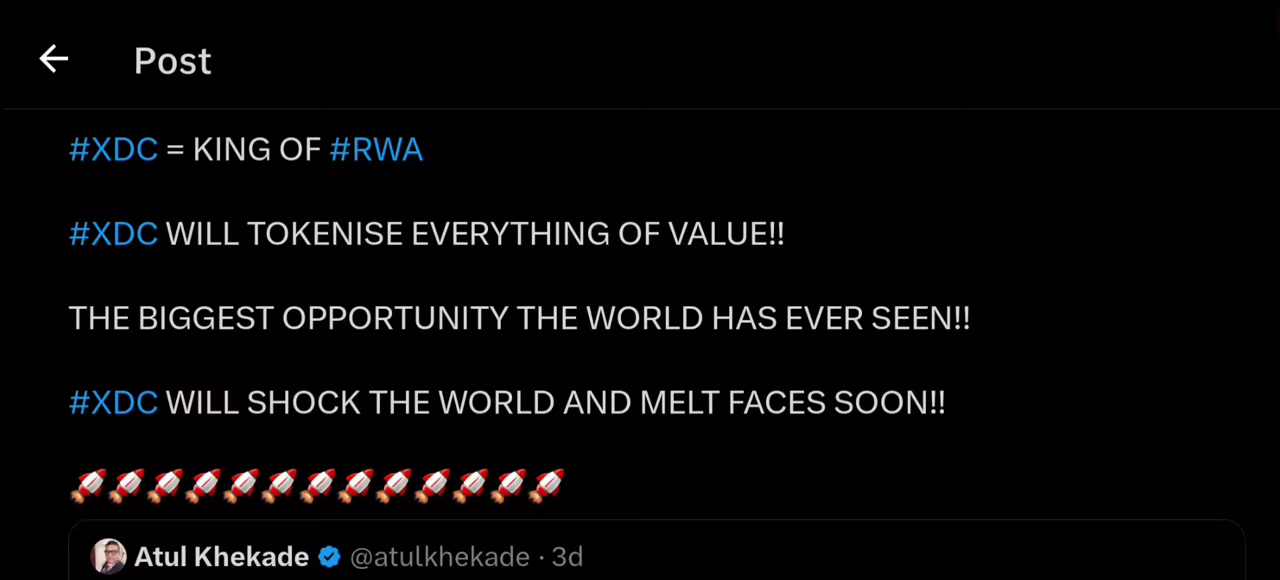 Post
#XDC = KING OF #RWA
#XDC WILL TOKENISE EVERYTHING OF VALUE!!
THE BIGGEST OPPORTUNITY THE WORLD HAS EVER SEEN!!
#XDC WILL SHOCK THE WORLD AND MELT FACES SOON!!
🚀🚀🚀🚀🚀🚀🚀🚀🚀🚀🚀🚀🚀
Atul Khekade @atulkhekade · 3d